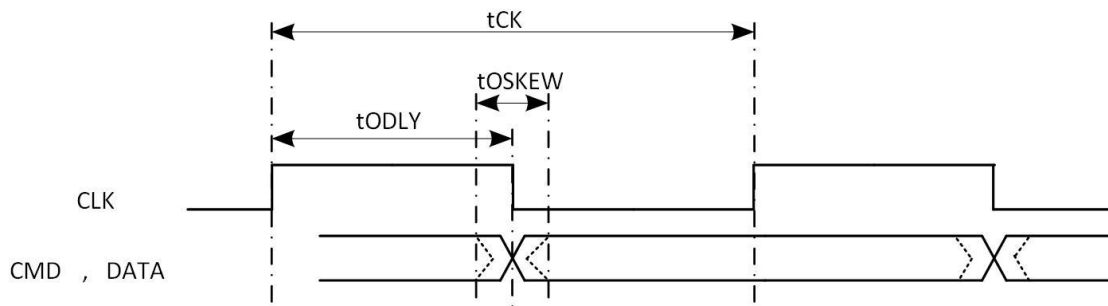 tCK
tOSKEW
tODLY
CLK
CMD , DATA